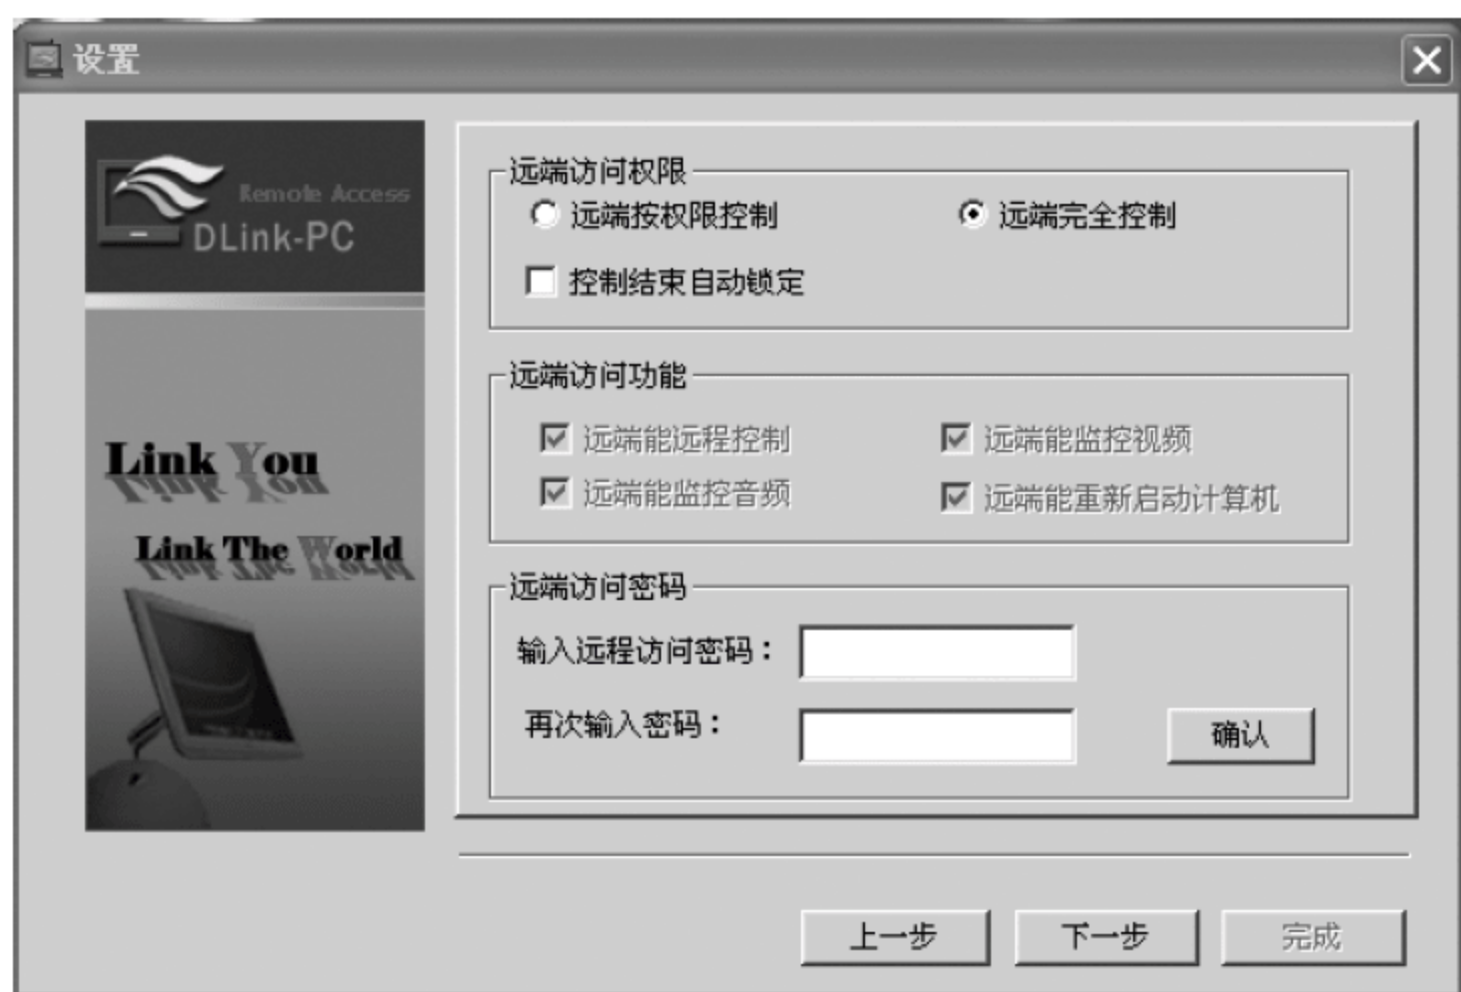 设置
Remote Access
DLink-PC
Link You
Link The World
远端访问权限
远端按权限控制 远端完全控制
控制结束自动锁定
远端访问功能
远端能远程控制 远端能监控视频
远端能监控音频 远端能重新启动计算机
远端访问密码
输入远程访问密码：
再次输入密码： 确认
上一步 下一步 完成